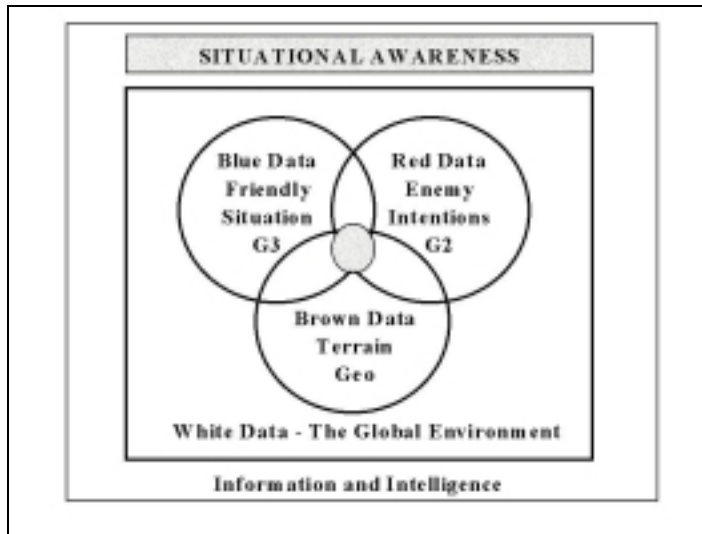 SITUATIONAL AWARENESS
Blue Data
Friendly
Situation
G3
Red Data
Enemy
Intentions
G2
Brown Data
Terrain
Geo
White Data - The Global Environment
Information and Intelligence